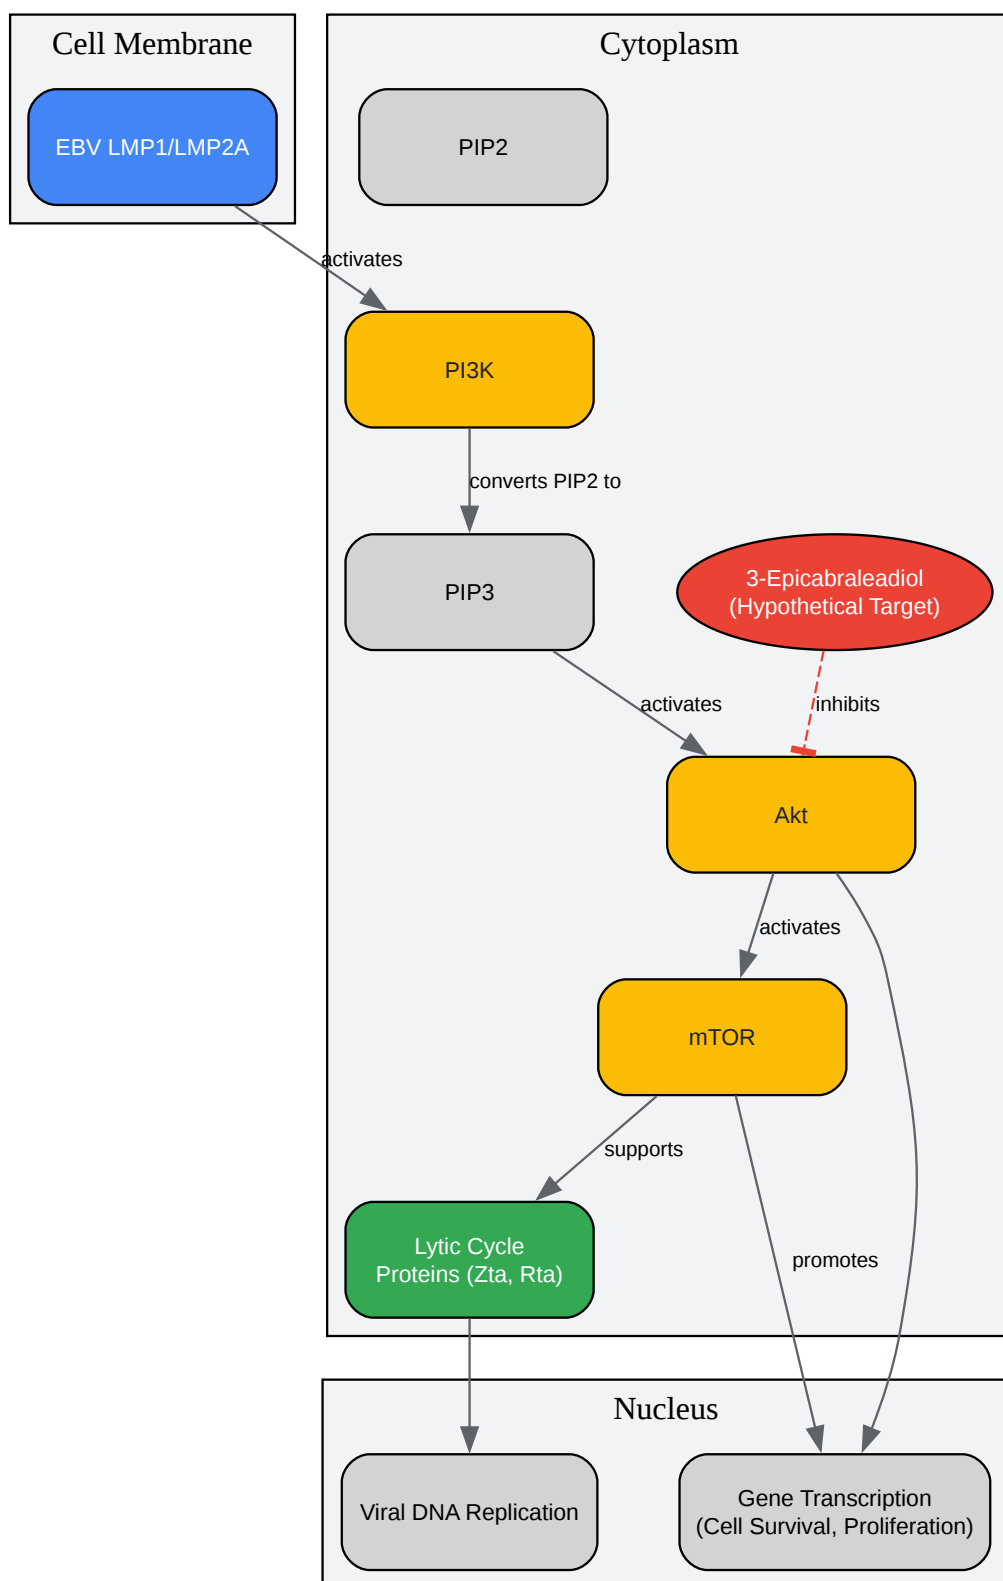 Cell Membrane
Cytoplasm
EBV LMP1/LMP2A
PIP2
activates
PI3K
converts PIP2 to
PIP3
3-Epicabraleadiol
(Hypothetical Target)
activates
inhibits
Akt
activates
mTOR
supports
Lytic Cycle
Proteins (Zta, Rta)
promotes
Nucleus
Viral DNA Replication
Gene Transcription
(Cell Survival, Proliferation)